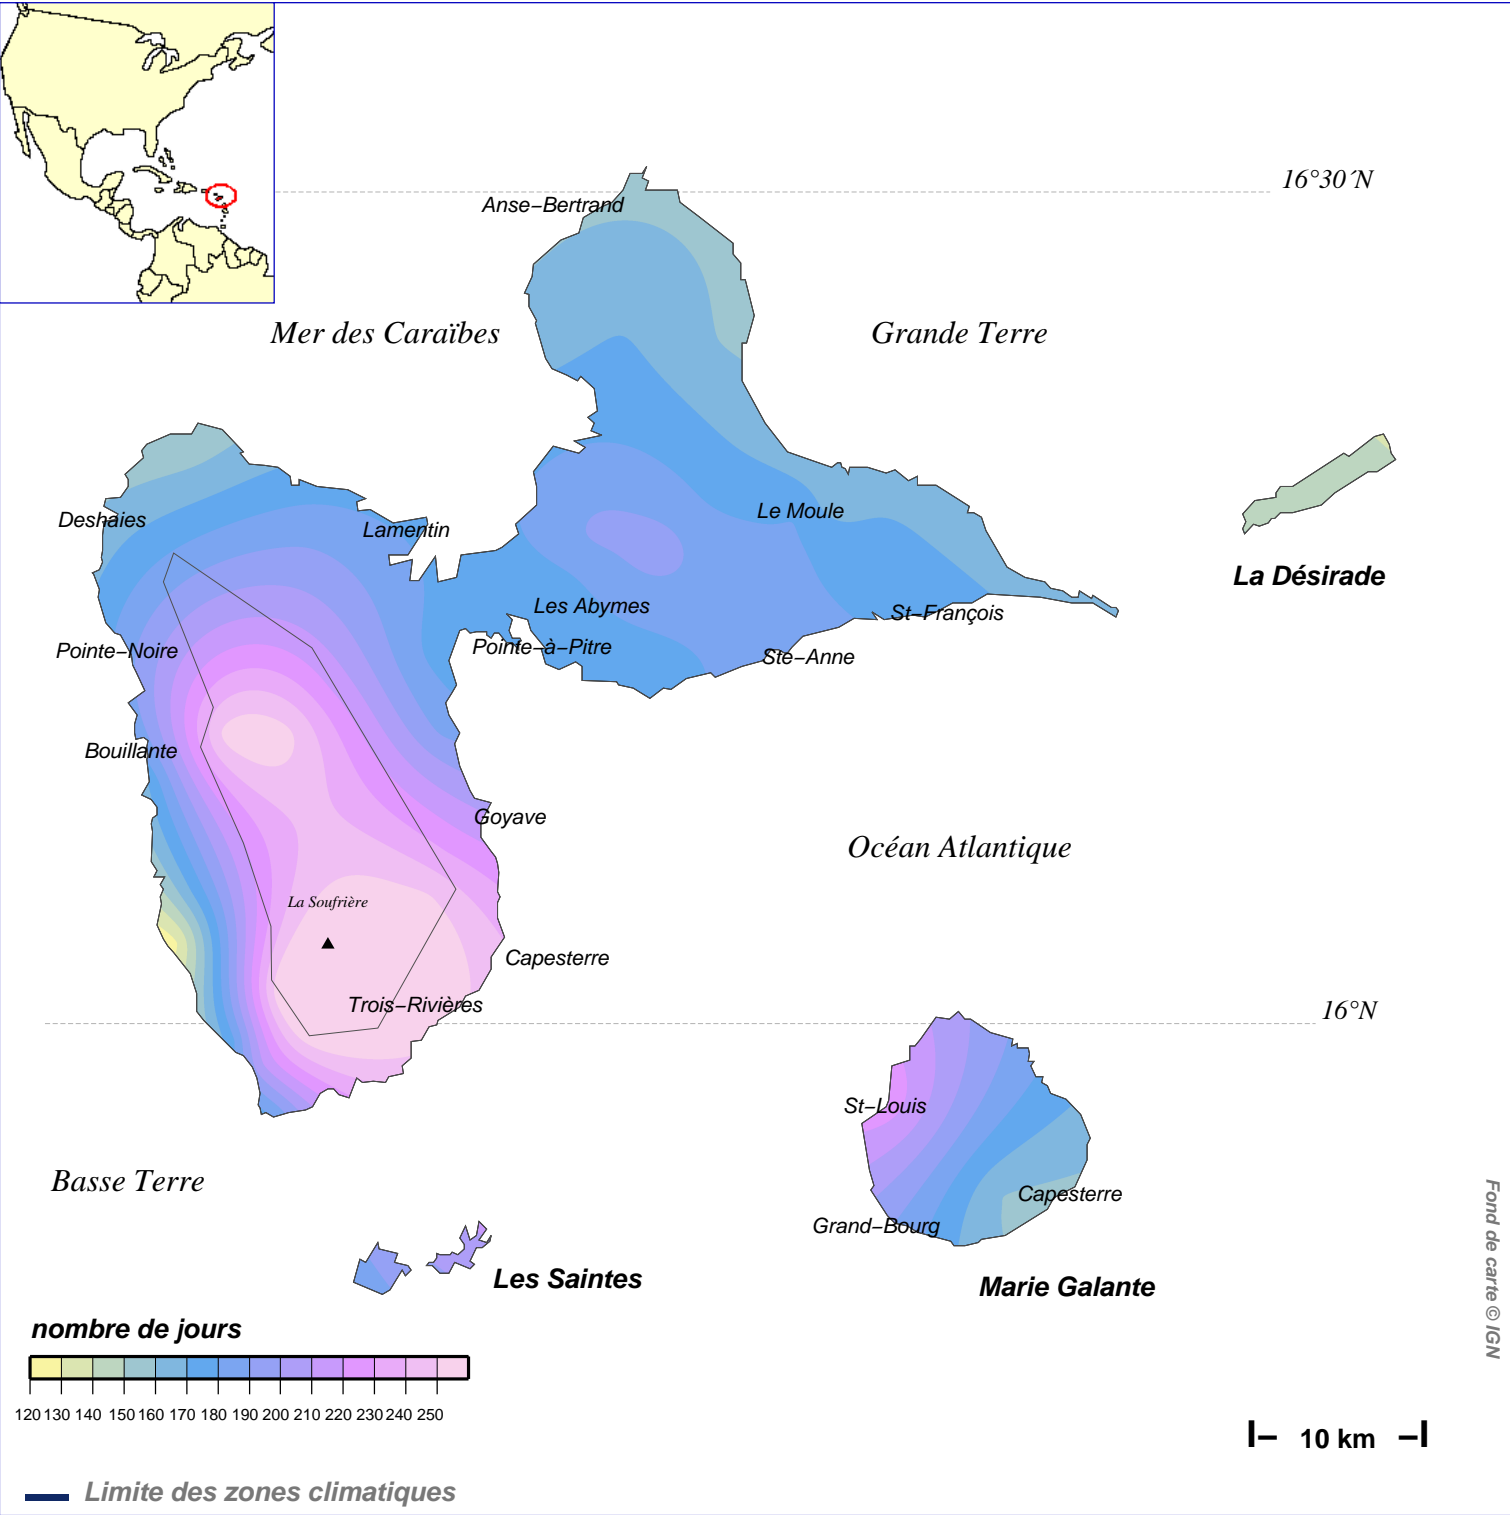 16°30´N
Anse−Bertrand
Mer des Caraïbes
Grande Terre
Deshaies
Lamentin
Le Moule
La Désirade
Les Abymes
St−François
Pointe−Noire
Pointe−à−Pitre
Ste−Anne
Bouillante
Goyave
Océan Atlantique
La Soufrière
Capesterre
Trois−Rivières
16°N
St−Louis
Basse Terre
Capesterre
Grand−Bourg
Les Saintes
Marie Galante
Fond de carte © IGN
nombre de jours
120 130 140 150 160 170 180 190 200 210 220 230 240 250
10 km
Limite des zones climatiques